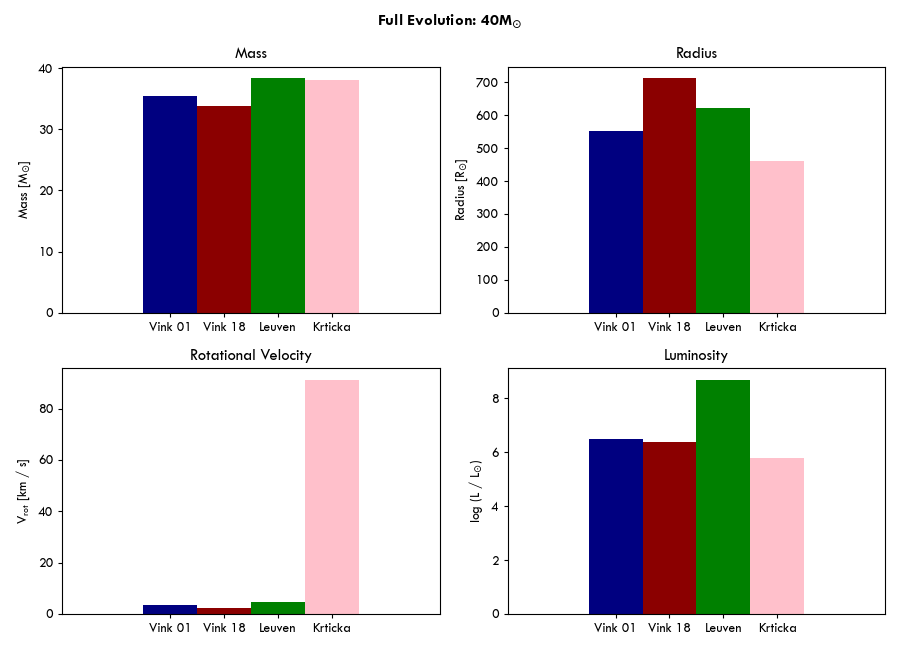 Full Evolution: 40M☉
Mass
Mass [M☉]
40
30
20
10
0
Vink 01 Vink 18 Leuven Krticka
Radius
Radius [R☉]
700
600
500
400
300
200
100
0
Vink 01 Vink 18 Leuven Krticka
Rotational Velocity
Vrot [km / s]
80
60
40
20
0
Vink 01 Vink 18 Leuven Krticka
Luminosity
log (L / L☉)
8
6
4
2
0
Vink 01 Vink 18 Leuven Krticka